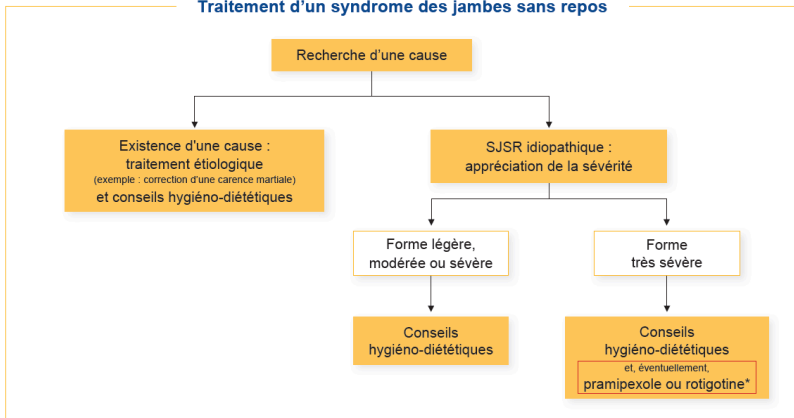 Traitement d'un syndrome des jambes sans repos
Recherche d'une cause
Existence d'une cause :
traitement étiologique
(exemple : correction d'une carence martiale)
et conseils hygiéno-diététiques
SJSR idiopathique :
appréciation de la sévérité
Forme légère,
modérée ou sévère
Forme
très sévère
Conseils
hygiéno-diététiques
Conseils
hygiéno-diététiques
et, éventuellement,
pramipexole ou rotigotine*